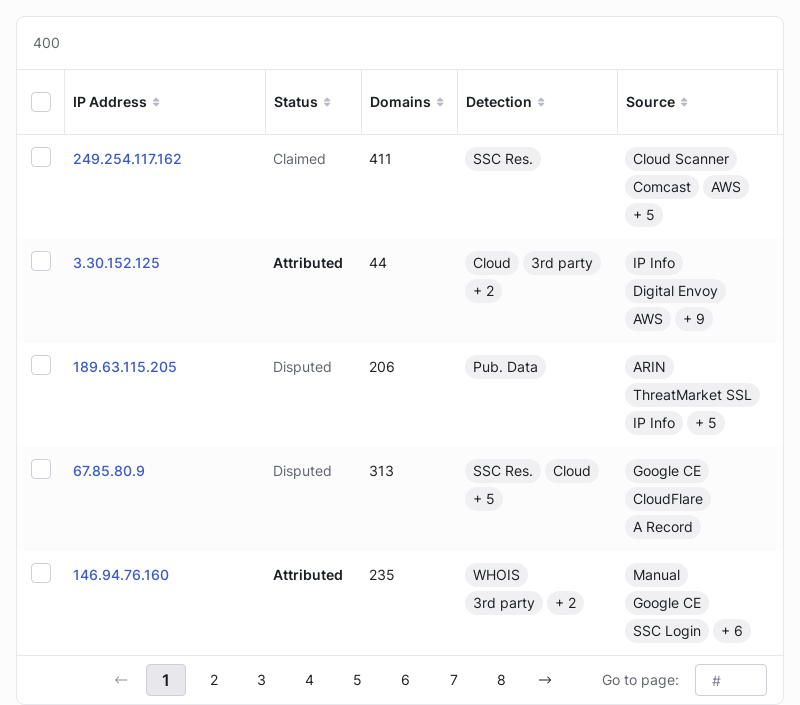 400
IP Address Status Domains Detection Source
249.254.117.162 Claimed 411 SSC Res. Cloud Scanner
Comcast AWS
+ 5
3.30.152.125 Attributed 44 Cloud 3rd party IP Info
+ 2 Digital Envoy
AWS + 9
189.63.115.205 Disputed 206 Pub. Data ARIN
ThreatMarket SSL
IP Info + 5
67.85.80.9 Disputed 313 SSC Res. Cloud Google CE
+ 5 CloudFlare
A Record
146.94.76.160 Attributed 235 WHOIS Manual
3rd party + 2 Google CE
SSC Login + 6
← 1 2 3 4 5 6 7 8 → Go to page: #